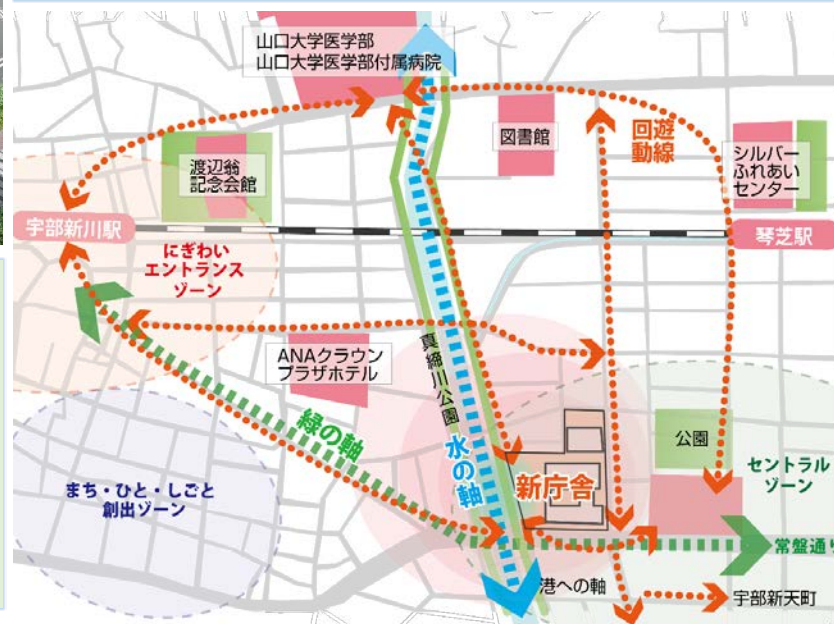 山口大学医学部
山口大学医学部付属病院
図書館
回遊
動線
シルバー
ふれあい
センター
渡辺翁
記念会館
宇部新川駅
琴芝駅
にぎわい
エントランス
ゾーン
ANAクラウン
プラザホテル
真締川公園
緑の軸
水の軸
公園
新庁舎
セントラル
ゾーン
まち・ひと・しごと
創出ゾーン
常盤通り
港への軸
宇部新天町